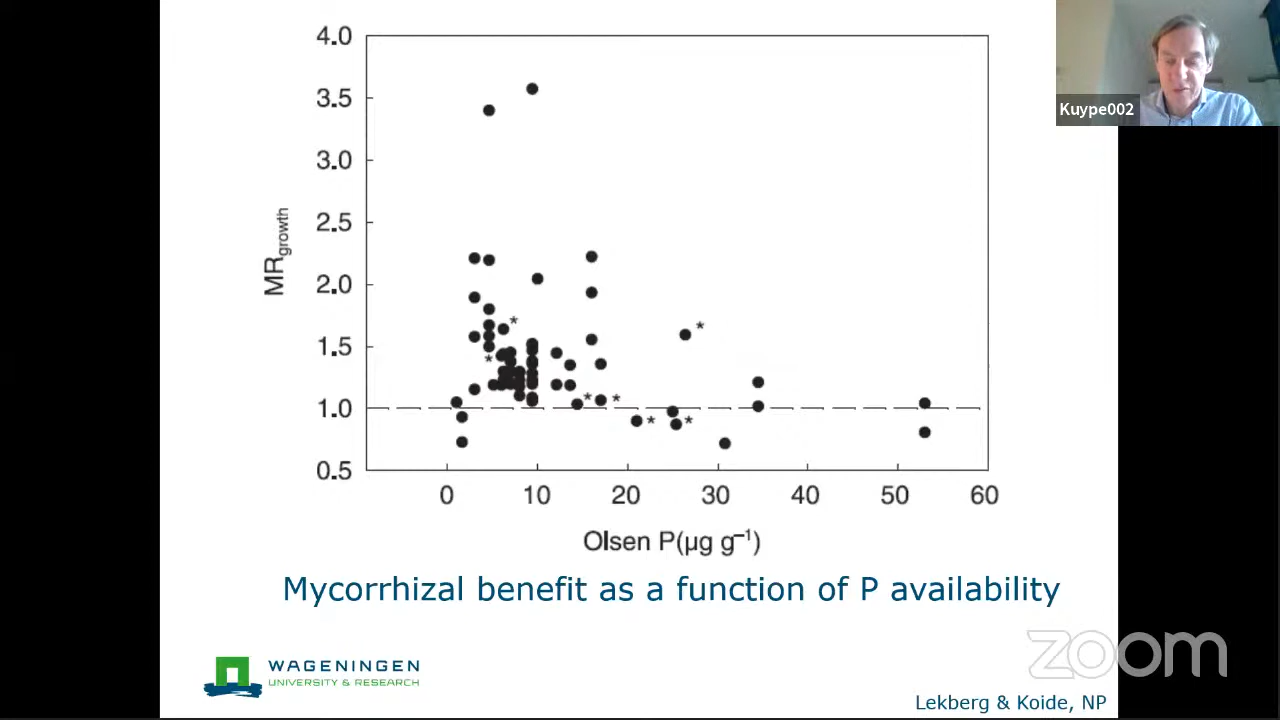 Kuype002
4.0
3.5
3.0
2.5
2.0
1.5
1.0
0.5
MRgrowth
0 10 20 30 40 50 60
Olsen P(µg g⁻¹)
Mycorrhizal benefit as a function of P availability
WAGENINGEN
UNIVERSITY & RESEARCH
zoom
Lekberg & Koide, NP